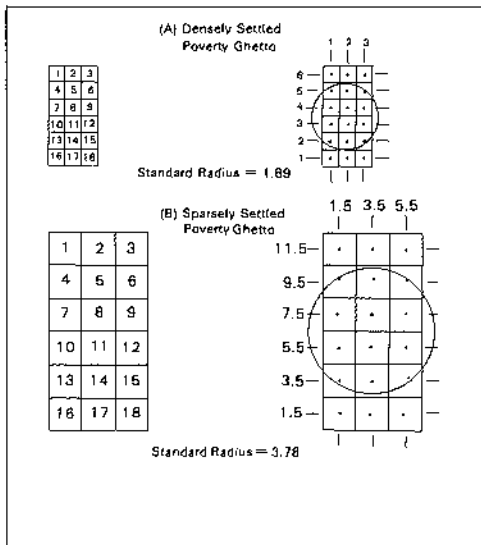 (A) Densely Settled
Poverty Ghetto
1 2 3
1 2 3
4 5 6
7 8 9
10 11 12
13 14 15
16 17 18
6
5
4
3
2
1
Standard Radius = 1.89
(B) Sparsely Settled
Poverty Ghetto
1.5 3.5 5.5
1 2 3
4 5 6
7 8 9
10 11 12
13 14 15
16 17 18
11.5
9.5
7.5
5.5
3.5
1.5
Standard Radius = 3.78